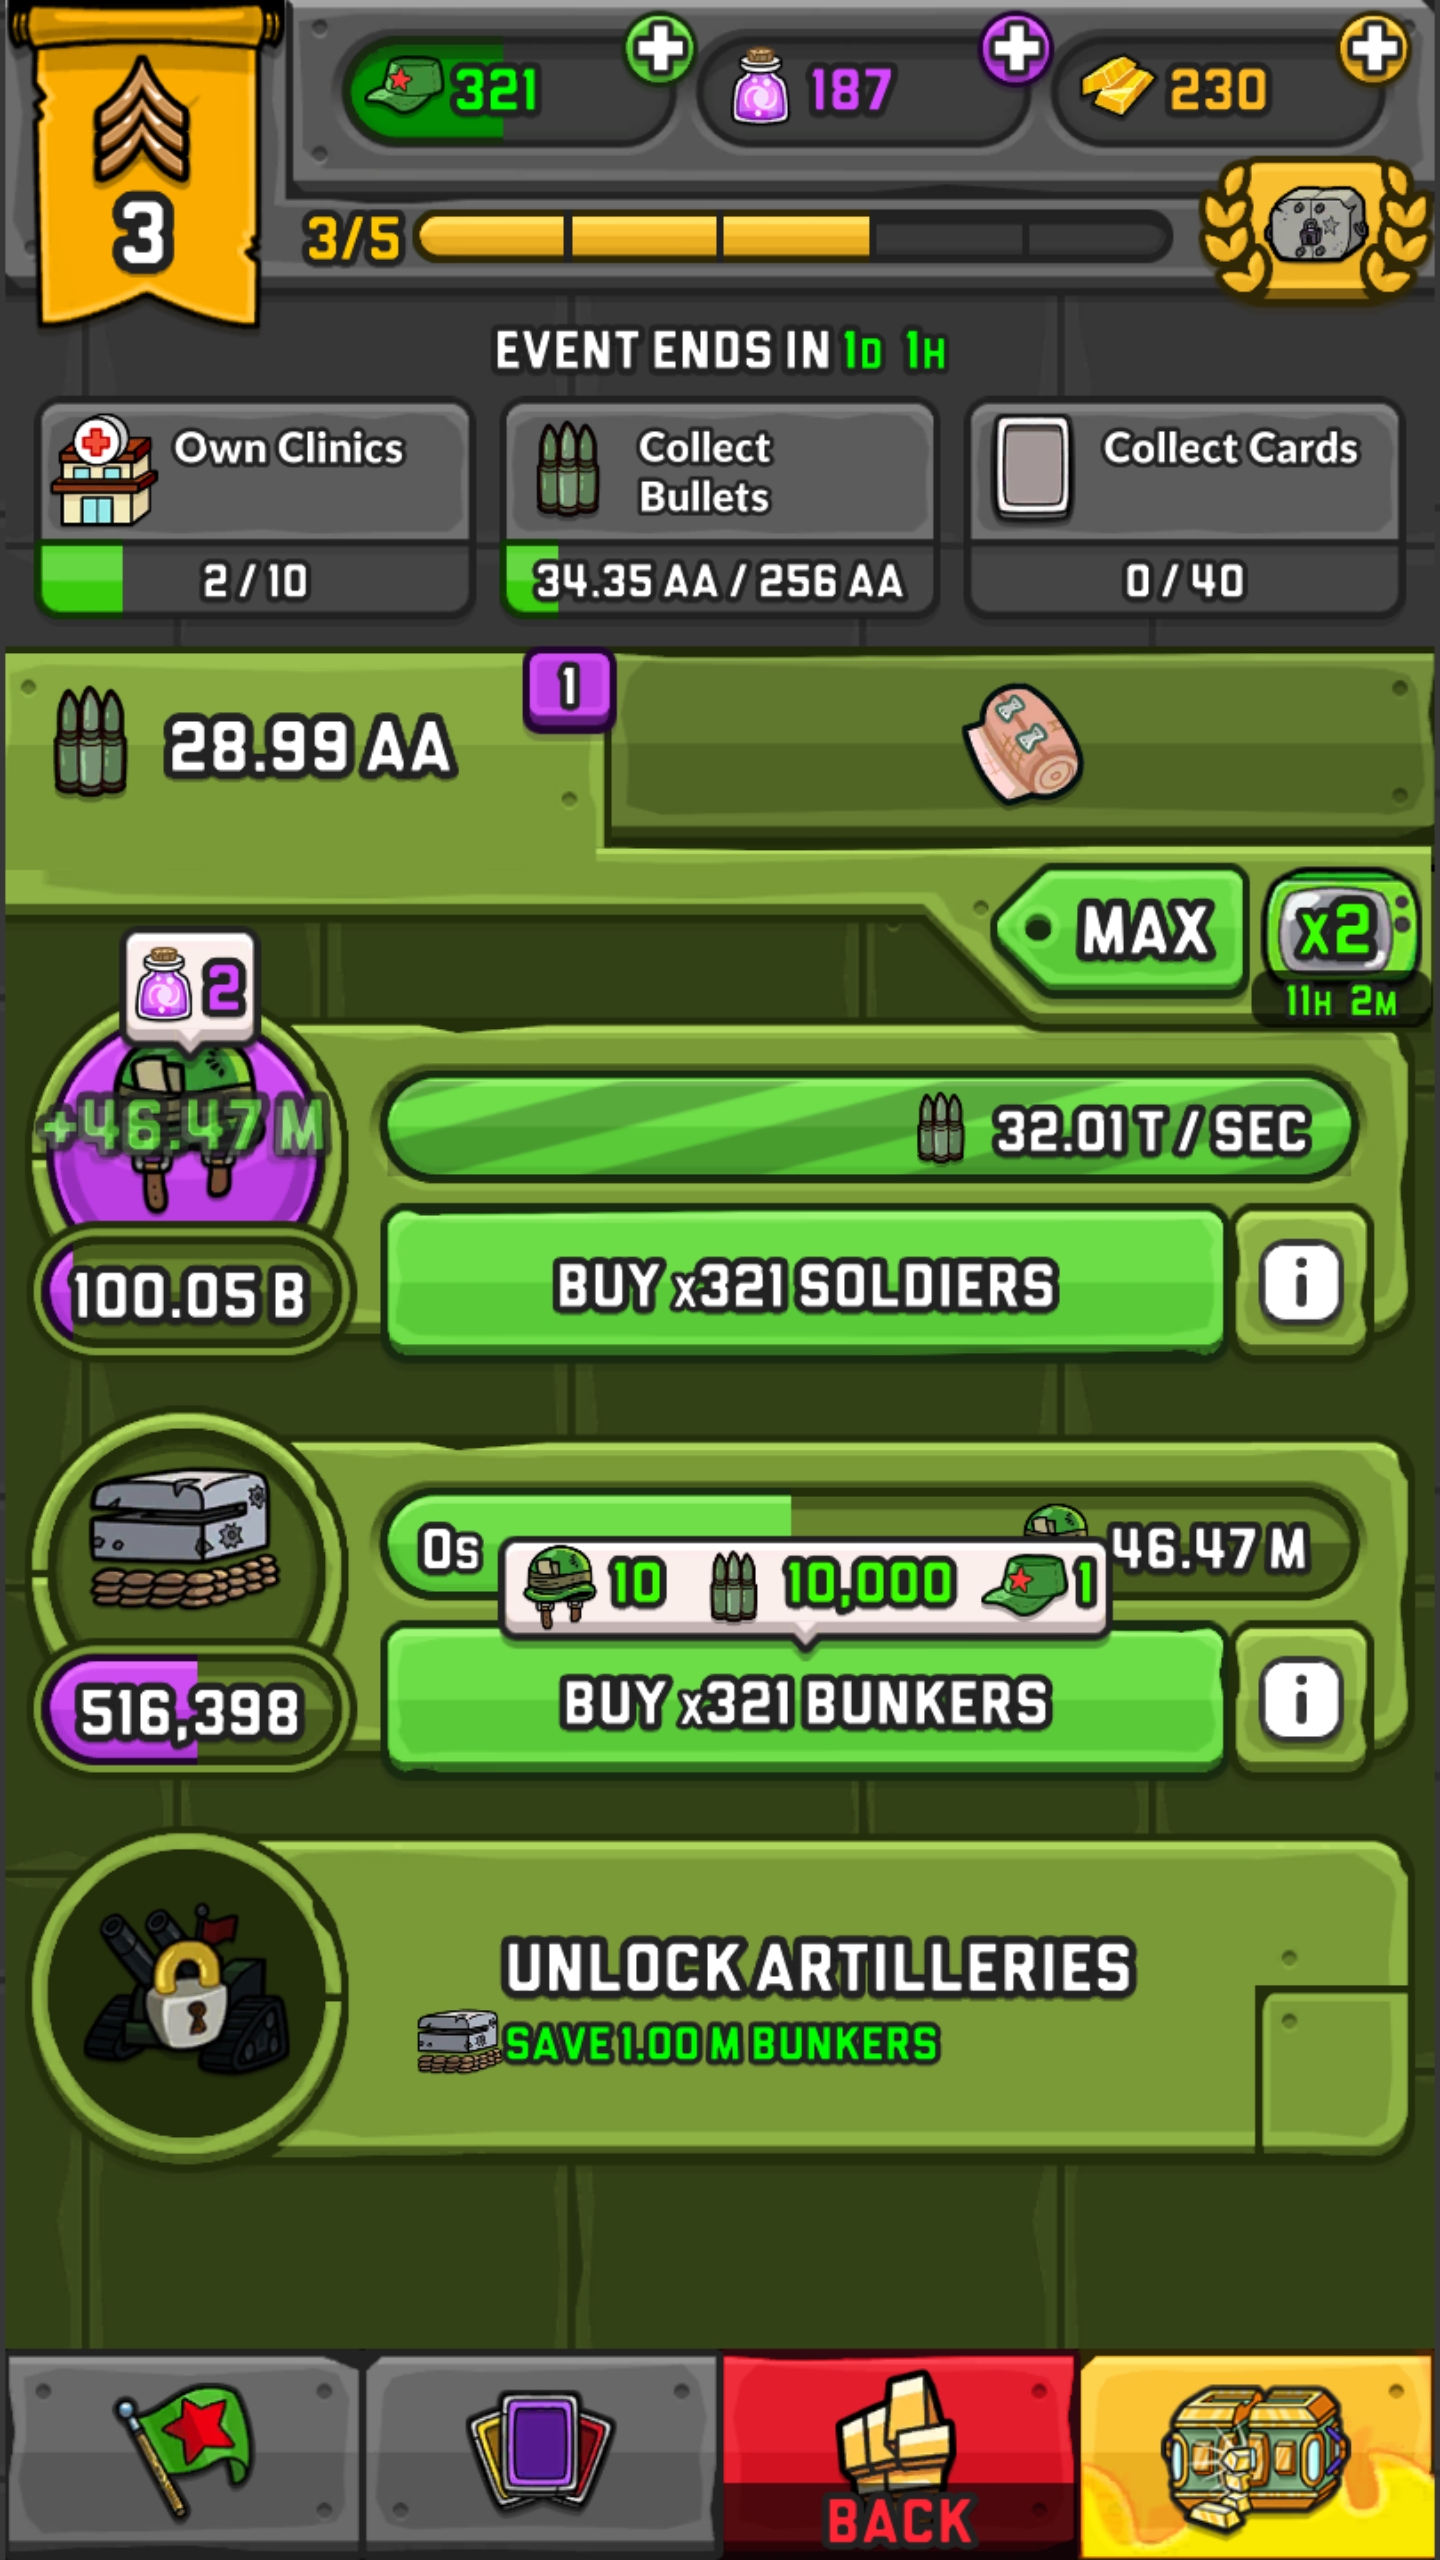 321
187
230
3
3/5
EVENT ENDS IN 1D 1H
Own Clinics
2 / 10
Collect
Bullets
34.35 AA / 256 AA
Collect Cards
0 / 40
28.99 AA
1
MAX
x2
11H 2M
2
+46.47 M
32.01 T / SEC
100.05 B
BUY x321 SOLDIERS
i
0s
46.47 M
10
10,000
1
516,398
BUY x321 BUNKERS
i
UNLOCK ARTILLERIES
SAVE 1.00 M BUNKERS
BACK